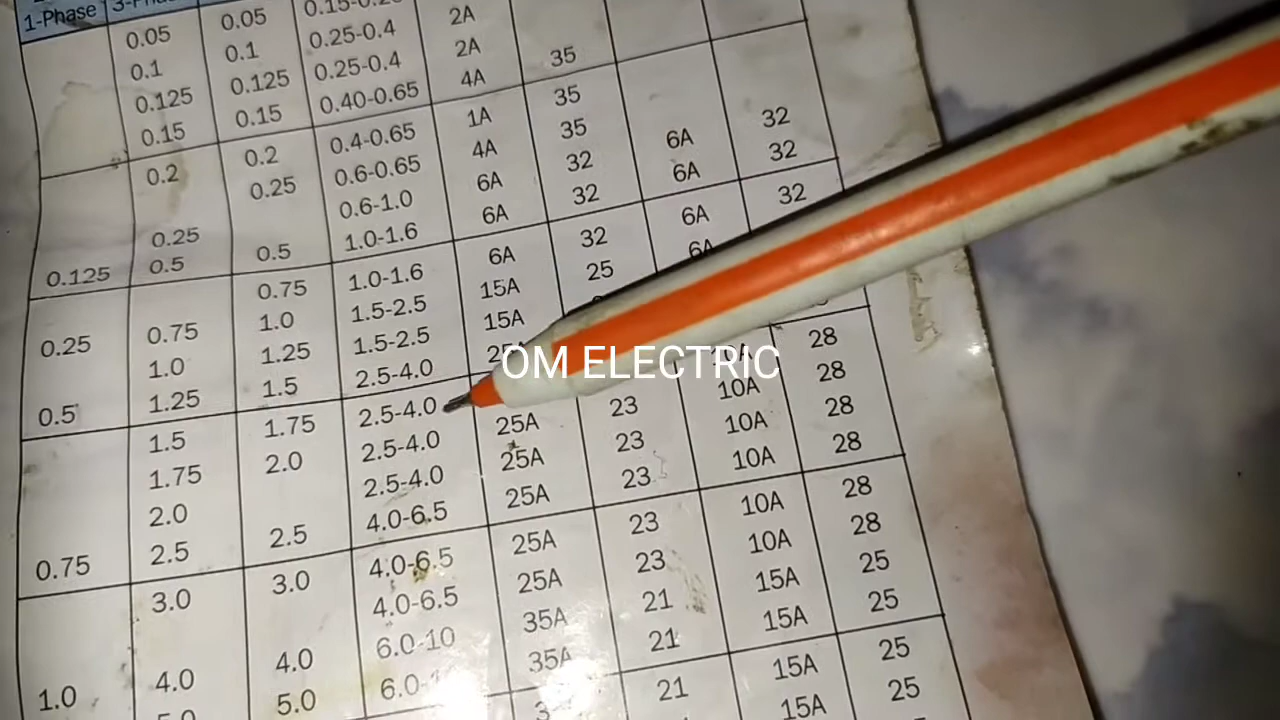 1-Phase
0.05 0.05 2A
0.1 0.1 0.25-0.4 2A
0.125 0.125 0.25-0.4 4A 35
0.15 0.15 0.40-0.65
0.2 0.2 0.4-0.65 1A 35
0.25 0.6-0.65 4A 35 6A 32
0.25 0.6-1.0 6A 32 6A 32
0.125 0.5 0.5 1.0-1.6 6A 32
0.75 1.0-1.6 6A 32 6A 32
0.25 0.75 1.0 1.5-2.5 15A 25
1.0 1.25 1.5-2.5 15A
0.5 1.25 1.5 2.5-4.0
OM ELECTRIC
1.5 1.75 2.5-4.0 25A 23 10A 28
1.75 2.0 2.5-4.0 25A 23 10A 28
2.0 2.5-4.0 25A 23 10A 28
0.75 2.5 2.5 4.0-6.5 10A 28
3.0 3.0 4.0-6.5 25A 23 10A 28
4.0-6.5 25A 23 10A 28
4.0 4.0 6.0-10 35A 21 15A 25
1.0 5.0 35A 21 15A 25
21 15A 25
15A 25